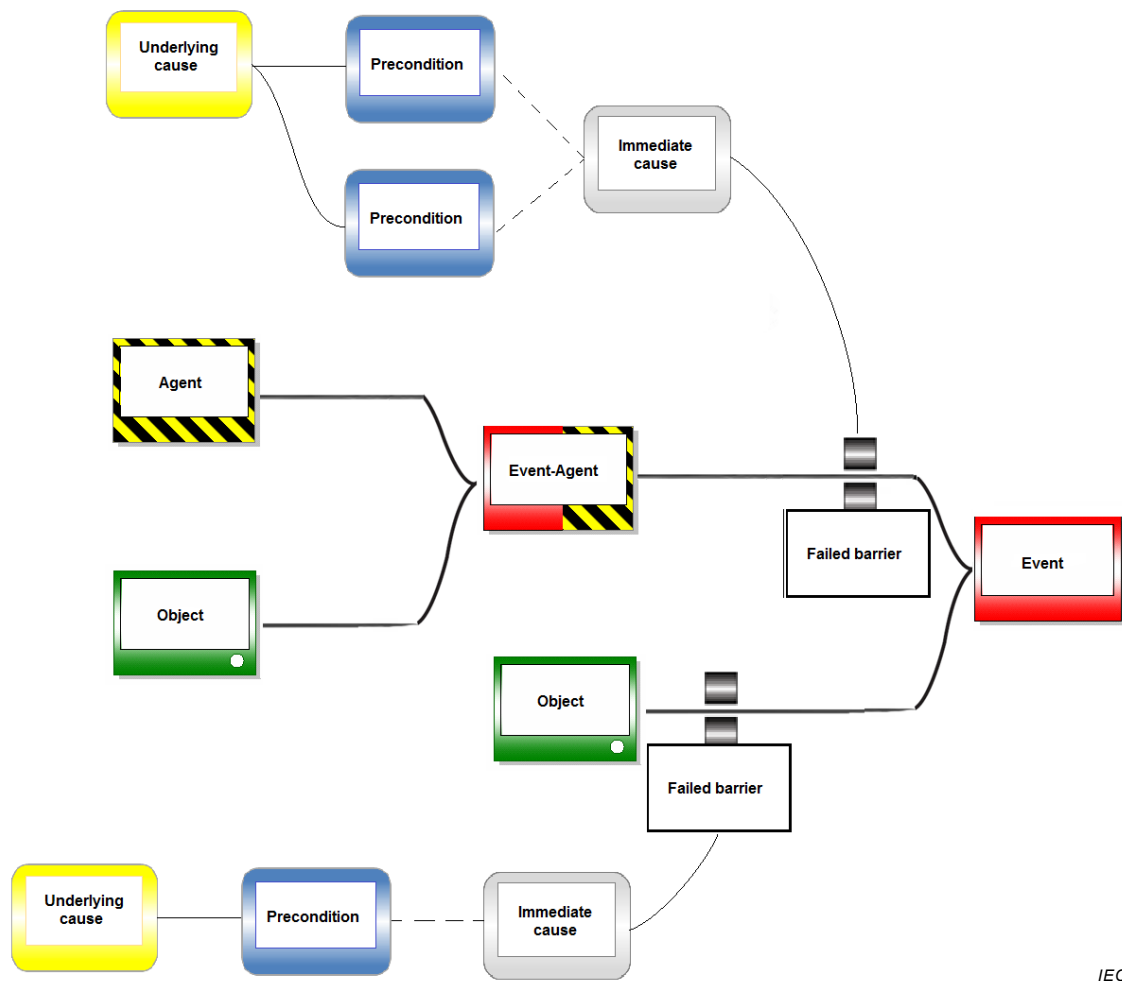 Underlying
cause
Precondition
Immediate
cause
Precondition
Agent
Event-Agent
Failed barrier
Event
Object
Object
Failed barrier
Underlying
cause
Precondition
Immediate
cause
IEC